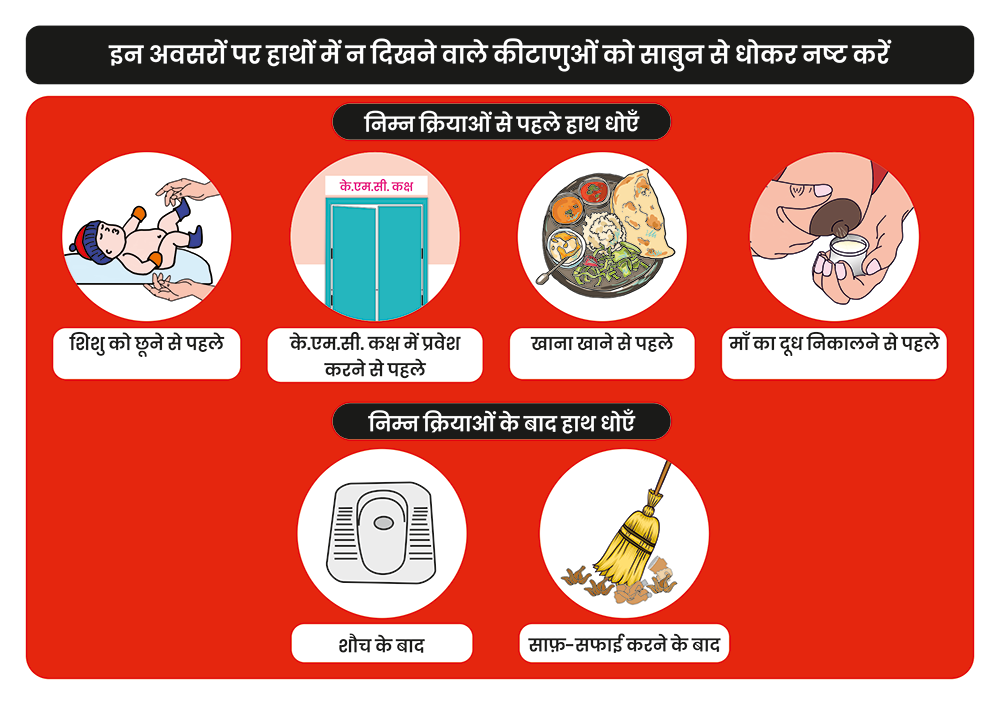 इन अवसरों पर हाथों में न दिखने वाले कीटाणुओं को साबुन से धोकर नष्ट करें
निम्न क्रियाओं से पहले हाथ धोएँ
के.एम.सी. कक्ष
शिशु को छूने से पहले
के.एम.सी. कक्ष में प्रवेश
करने से पहले
खाना खाने से पहले
माँ का दूध निकालने से पहले
निम्न क्रियाओं के बाद हाथ धोएँ
शौच के बाद
साफ़-सफाई करने के बाद